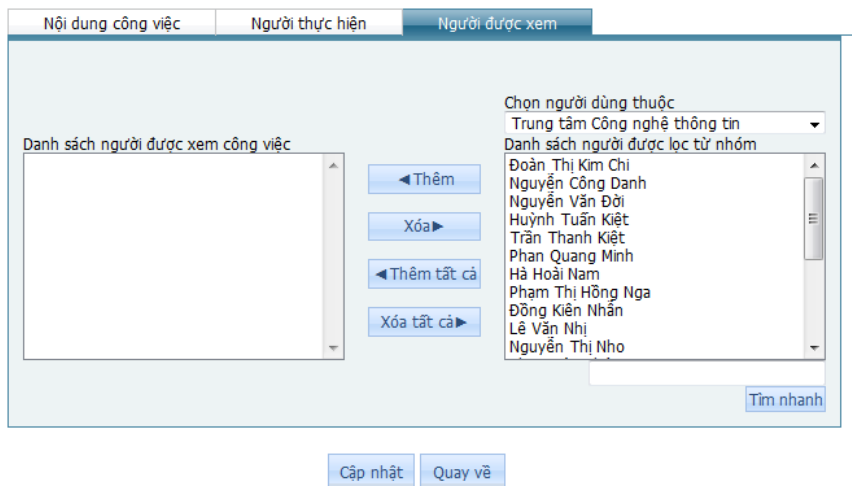 Nội dung công việc
Người thực hiện
Người được xem
Chọn người dùng thuộc
Trung tâm Công nghệ thông tin
Danh sách người được xem công việc
Danh sách người được lọc từ nhóm
◄Thêm
Xóa►
◄Thêm tất cả
Xóa tất cả►
Đoàn Thị Kim Chi
Nguyễn Công Danh
Nguyễn Văn Đời
Huỳnh Tuấn Kiệt
Trần Thanh Kiệt
Phan Quang Minh
Hà Hoài Nam
Phạm Thị Hồng Nga
Đồng Kiên Nhẫn
Lê Văn Nhị
Nguyễn Thị Nho
Tìm nhanh
Cập nhật
Quay về